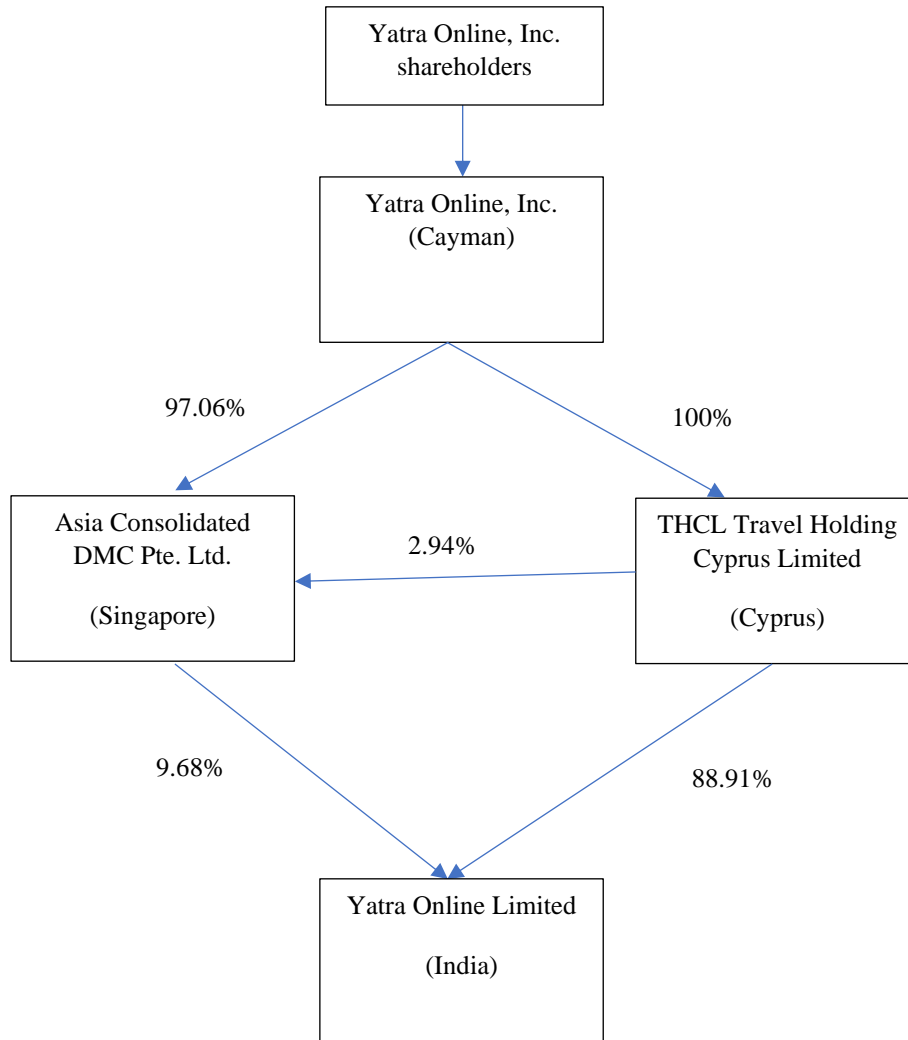 Yatra Online, Inc.
shareholders
Yatra Online, Inc.
(Cayman)
97.06%
100%
Asia Consolidated
DMC Pte. Ltd.
(Singapore)
2.94%
THCL Travel Holding
Cyprus Limited
(Cyprus)
9.68%
88.91%
Yatra Online Limited
(India)